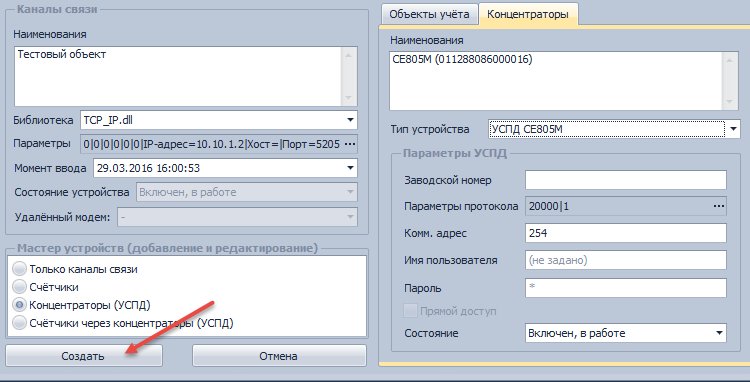 Каналы связи
Наименования
Тестовый объект
Библиотека TCP_IP.dll
Параметры 0|0|0|0|0|0|IP-адрес=10.10.1.2|Хост=|Порт=5205 ...
Момент ввода 29.03.2016 16:00:53
Состояние устройства Включен, в работе
Удалённый модем: -
Мастер устройств (добавление и редактирование)
Только каналы связи
Счётчики
Концентраторы (УСПД)
Счётчики через концентраторы (УСПД)
Создать Отмена
Объекты учёта Концентраторы
Наименования
CE805M (011288086000016)
Тип устройства УСПД CE805M
Параметры УСПД
Заводской номер
Параметры протокола 20000|1 ...
Комм. адрес 254
Имя пользователя (не задано)
Пароль *
Прямой доступ
Состояние Включен, в работе